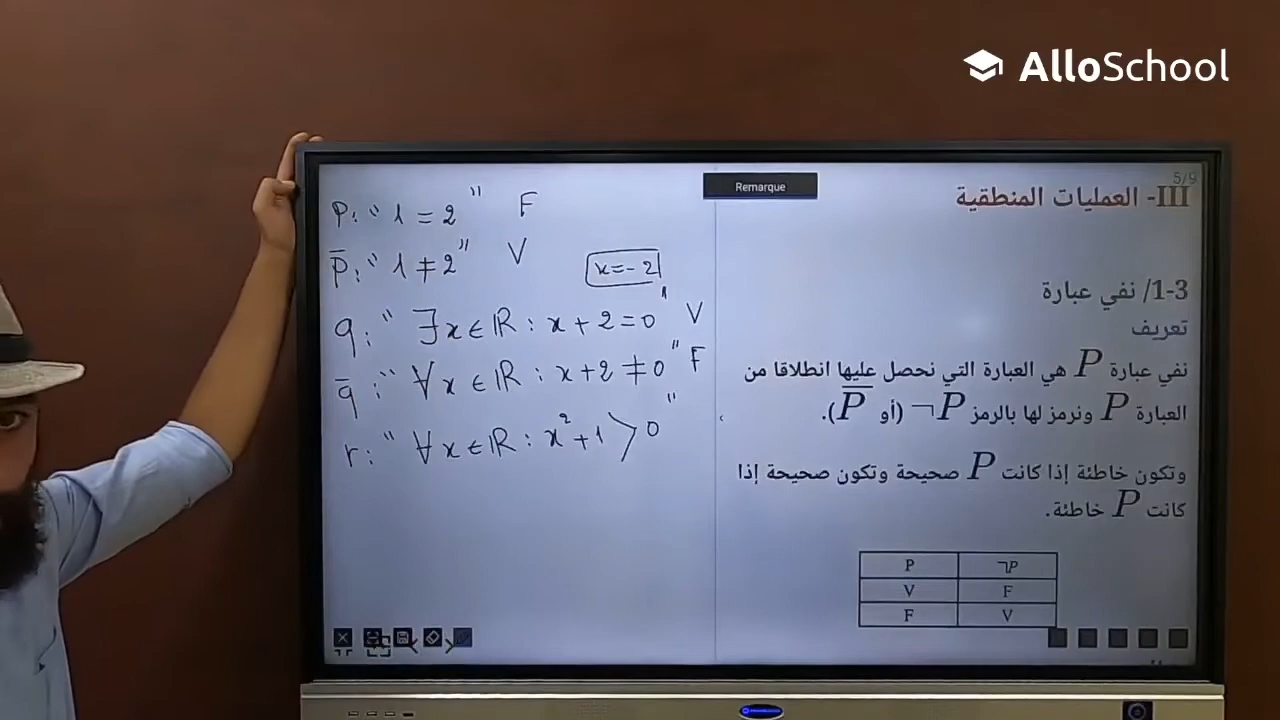 AlloSchool
Remarque
5/9
III- العمليات المنطقية
1-3/ نفي عبارة
تعريف
نفي عبارة P هي العبارة التي نحصل عليها انطلاقا من
العبارة P ونرمز لها بالرمز ¬P (أو P̅).
وتكون خاطئة إذا كانت P صحيحة وتكون صحيحة إذا
كانت P خاطئة.
P ¬P
V F
F V
P: "1 = 2" F
P̅: "1 ≠ 2" V
x=-2
q: "∃x∈ℝ : x+2=0" V
q̅: "∀x∈ℝ : x+2≠0" F
r: "∀x∈ℝ : x²+1>0"